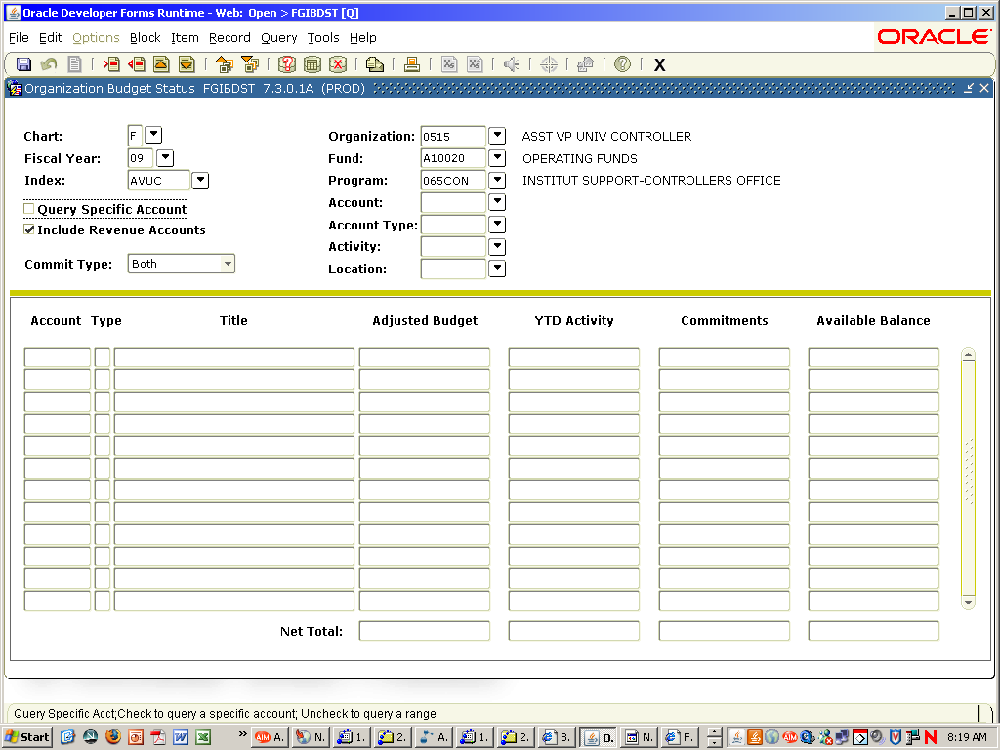 Oracle Developer Forms Runtime - Web: Open > FGIBDST [Q]
File Edit Options Block Item Record Query Tools Help
ORACLE
X
Organization Budget Status FGIBDST 7.3.0.1A (PROD)
Chart: F Organization: 0515 ASST VP UNIV CONTROLLER
Fiscal Year: 09 Fund: A10020 OPERATING FUNDS
Index: AVUC Program: 065CON INSTITUT SUPPORT-CONTROLLERS OFFICE
Account:
Query Specific Account
Account Type:
Include Revenue Accounts
Activity:
Commit Type: Both Location:
Account Type Title Adjusted Budget YTD Activity Commitments Available Balance
Net Total:
Query Specific Acct;Check to query a specific account; Uncheck to query a range
Start » A. N. 1. 2. A. 1. 2. B. O. N. F. 8:19 AM